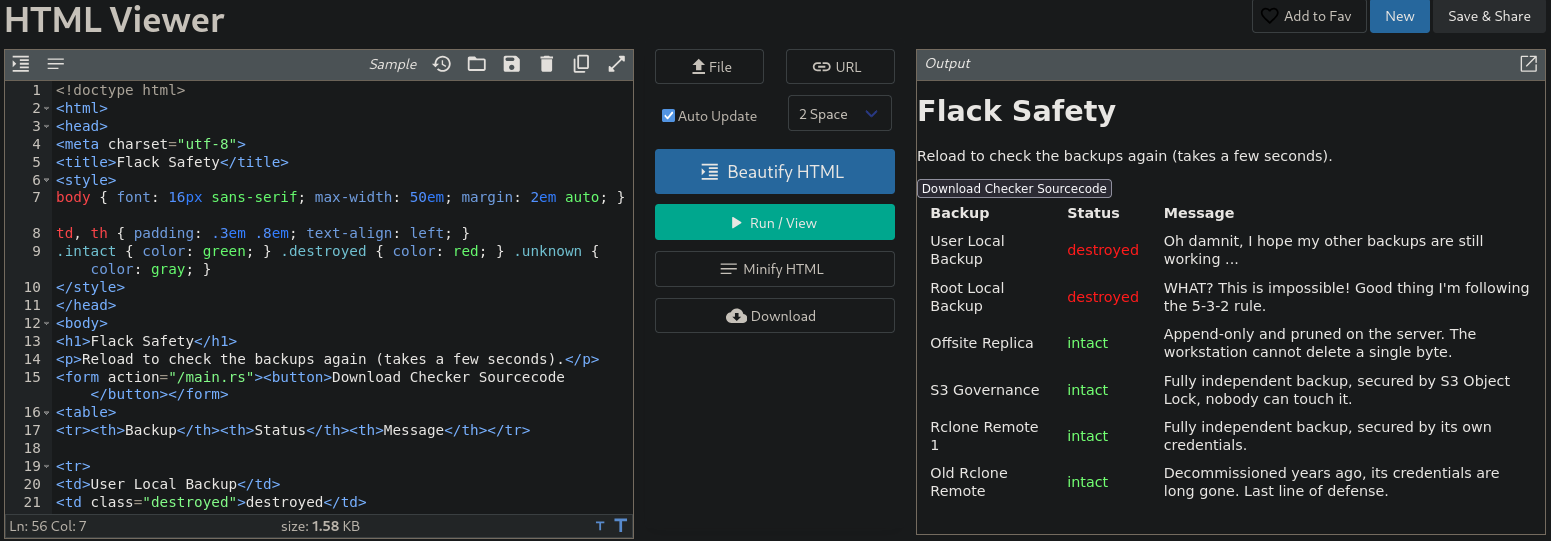 HTML Viewer
Add to Fav
New
Save & Share
Sample
File
URL
Auto Update
2 Space
Beautify HTML
Run / View
Minify HTML
Download
1 <!doctype html>
2 <html>
3 <head>
4 <meta charset="utf-8">
5 <title>Flack Safety</title>
6 <style>
7 body { font: 16px sans-serif; max-width: 50em; margin: 2em auto; }
8 td, th { padding: .3em .8em; text-align: left; }
9 .intact { color: green; } .destroyed { color: red; } .unknown {
color: gray; }
10 </style>
11 </head>
12 <body>
13 <h1>Flack Safety</h1>
14 <p>Reload to check the backups again (takes a few seconds).</p>
15 <form action="/main.rs"><button>Download Checker Sourcecode
</button></form>
16 <table>
17 <tr><th>Backup</th><th>Status</th><th>Message</th></tr>
18
19 <tr>
20 <td>User Local Backup</td>
21 <td class="destroyed">destroyed</td>
Ln: 56 Col: 7
size: 1.58 KB
T T
Output
Flack Safety
Reload to check the backups again (takes a few seconds).
Download Checker Sourcecode
Backup Status Message
User Local
Backup
destroyed
Oh damnit, I hope my other backups are still
working ...
Root Local
Backup
destroyed
WHAT? This is impossible! Good thing I'm following
the 5-3-2 rule.
Offsite Replica
intact
Append-only and pruned on the server. The
workstation cannot delete a single byte.
S3 Governance
intact
Fully independent backup, secured by S3 Object
Lock, nobody can touch it.
Rclone Remote
1
intact
Fully independent backup, secured by its own
credentials.
Old Rclone
Remote
intact
Decommissioned years ago, its credentials are
long gone. Last line of defense.